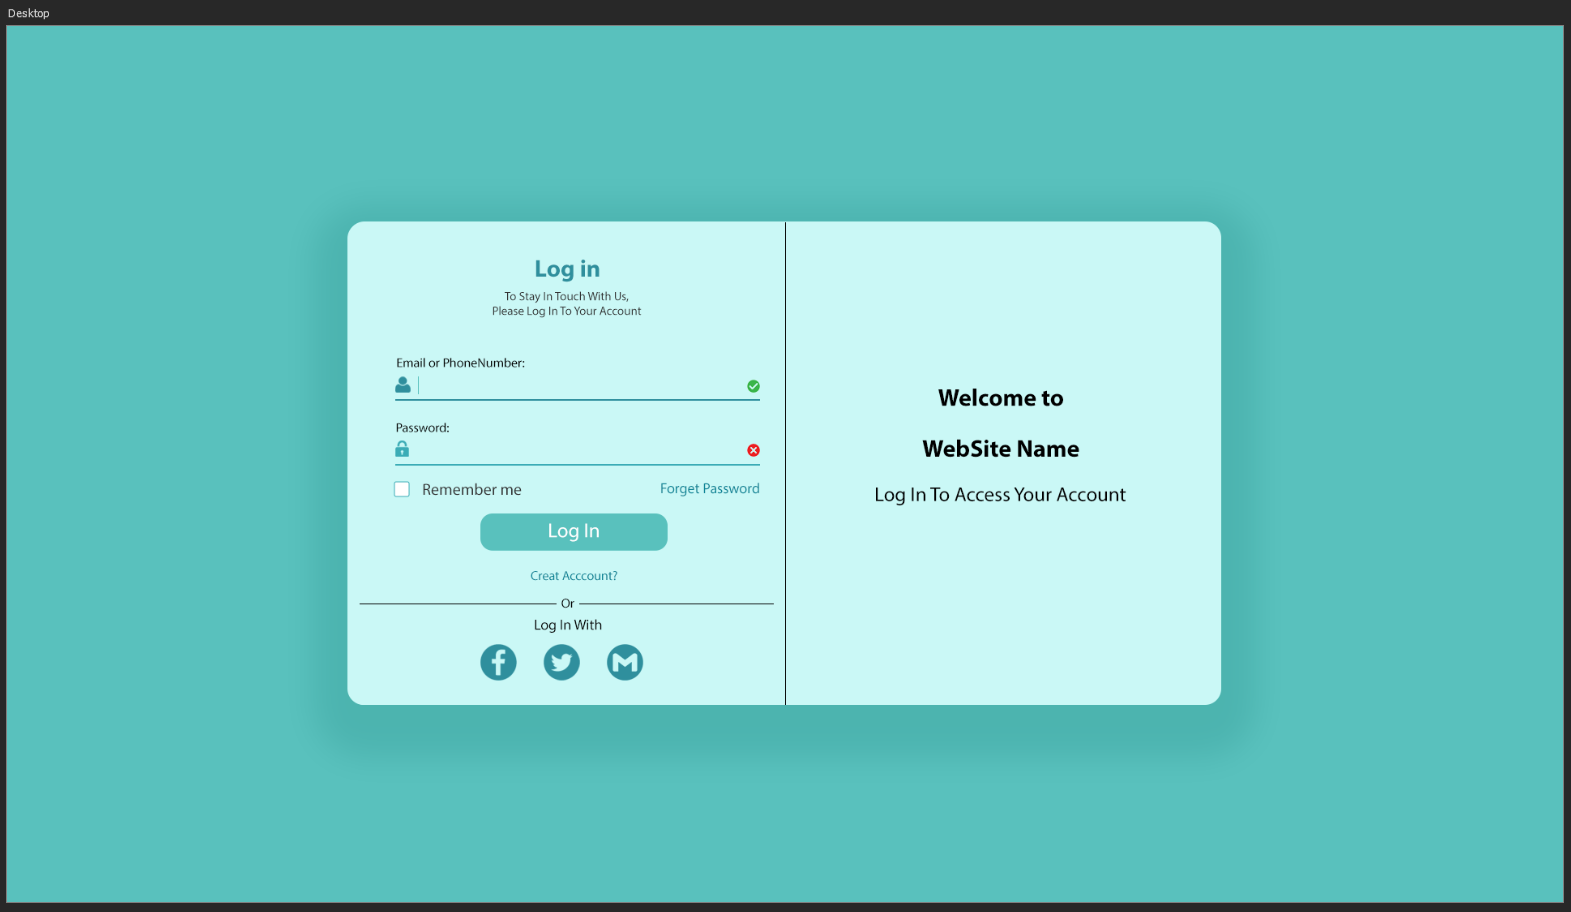 Desktop
Log in
To Stay In Touch With Us,
Please Log In To Your Account
Email or PhoneNumber:
Password:
Remember me
Forget Password
Log In
Creat Acccount?
Or
Log In With
Welcome to
WebSite Name
Log In To Access Your Account